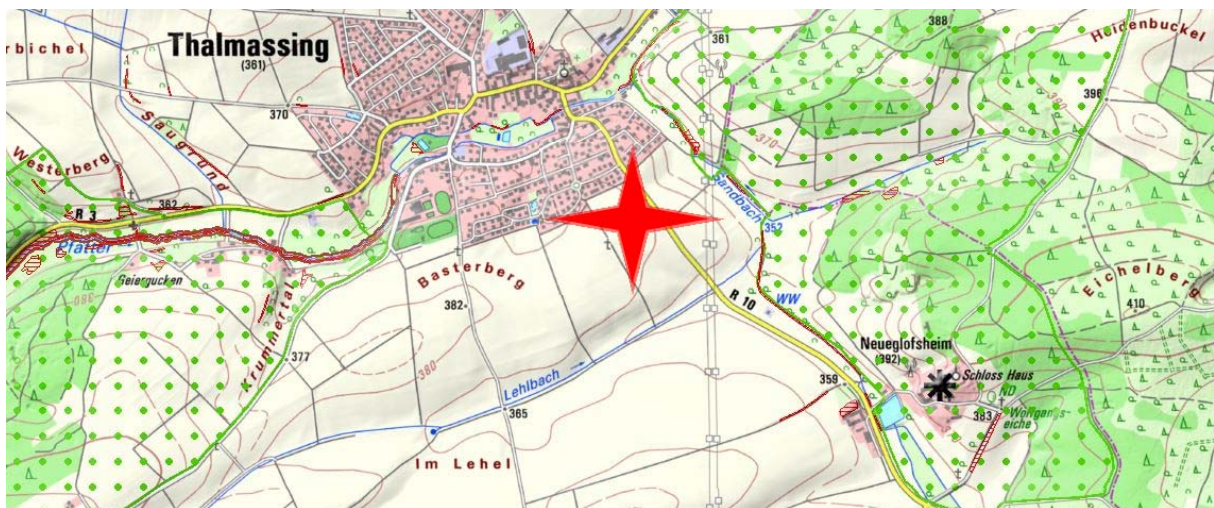 388
Heidenbuckel
361
rbichel
Thalmassing
(361)
396
380
370
Saugrund
370
Westerberg
Sandbach
382
R 3
352
Pfatter
Geiergucken
Basterberg
Eichelberg
380
R 10
WW
410
382
Krummertal
Neueglofsheim
(392)
377
380
Schloss Haus
Lehlbach
359
ND
365
383
Wolfgangs-
eiche
Im Lehel